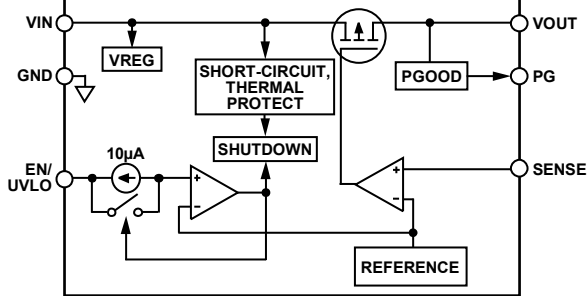 VIN
VOUT
VREG
GND
SHORT-CIRCUIT,
THERMAL
PROTECT
PGOOD
PG
SHUTDOWN
10µA
EN/
UVLO
+
–
+
–
SENSE
REFERENCE